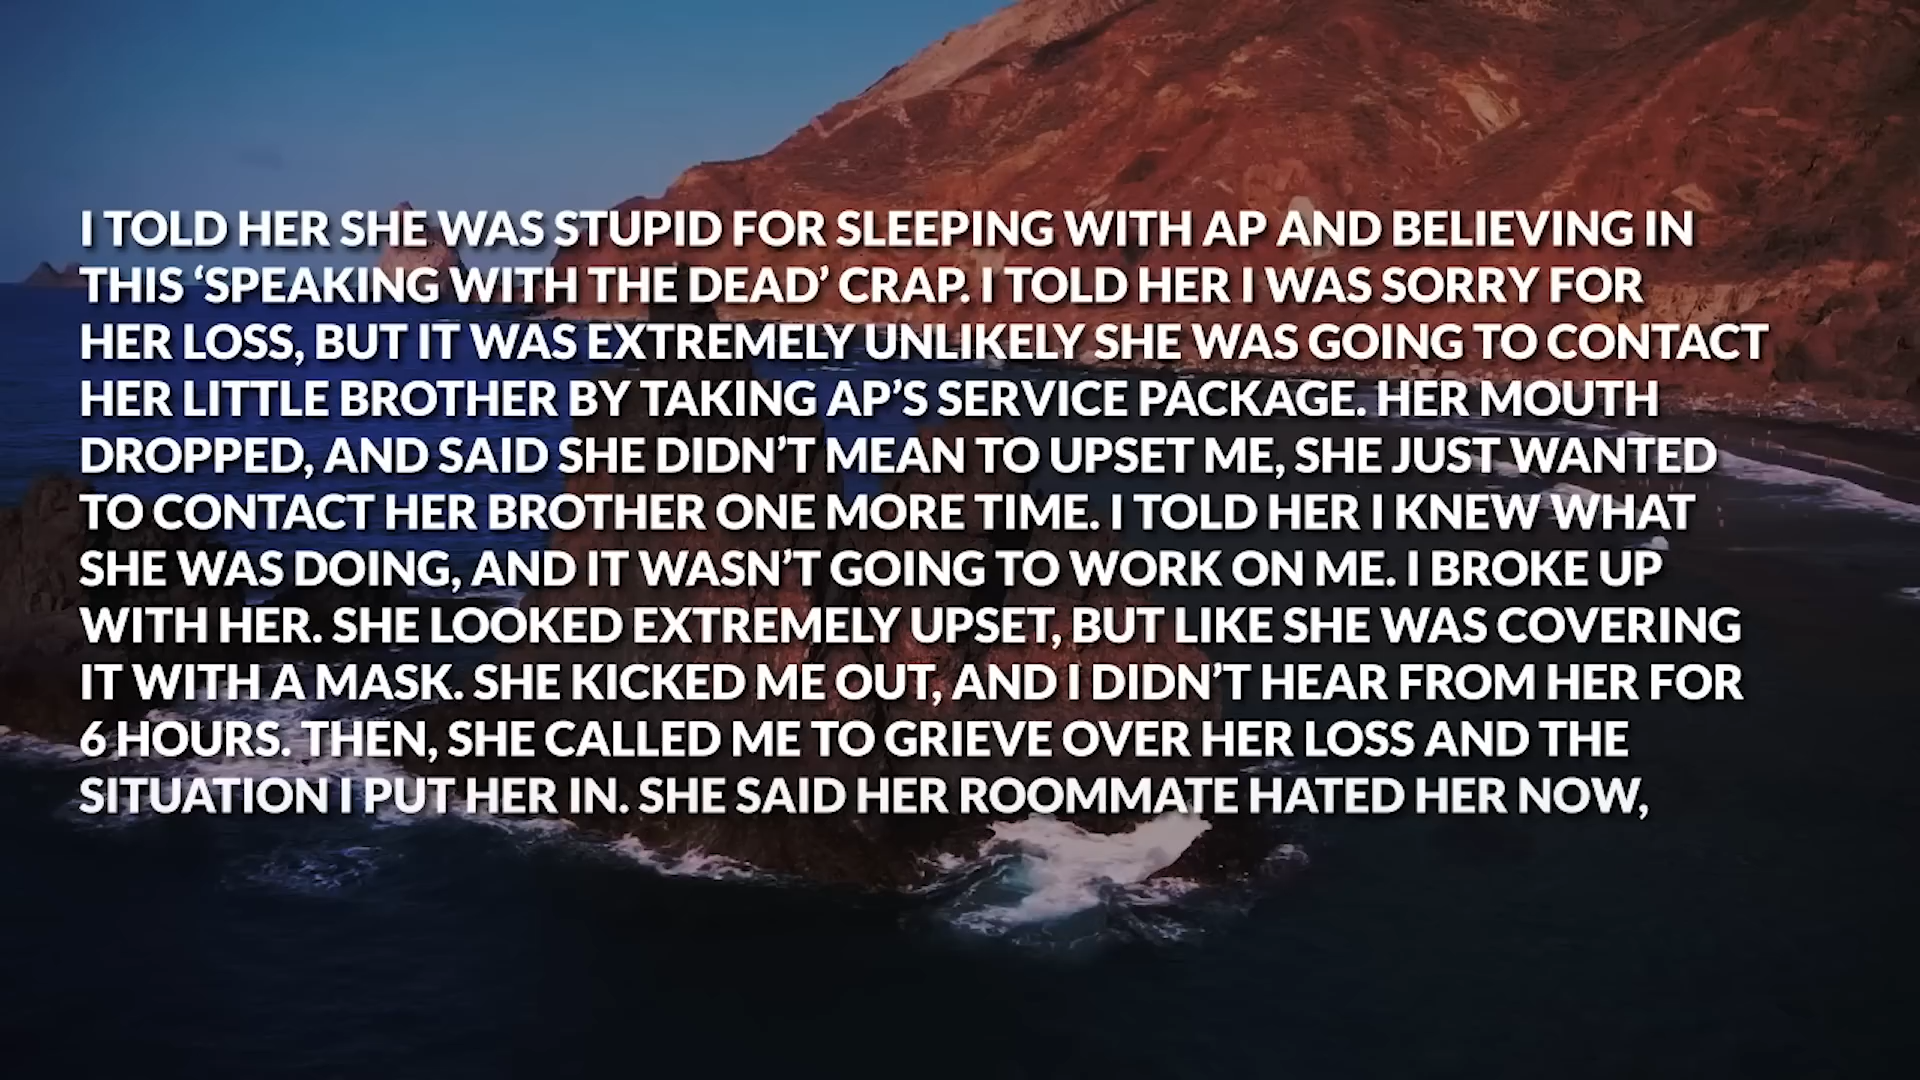 I TOLD HER SHE WAS STUPID FOR SLEEPING WITH AP AND BELIEVING IN
THIS ‘SPEAKING WITH THE DEAD’ CRAP. I TOLD HER I WAS SORRY FOR
HER LOSS, BUT IT WAS EXTREMELY UNLIKELY SHE WAS GOING TO CONTACT
HER LITTLE BROTHER BY TAKING AP’S SERVICE PACKAGE. HER MOUTH
DROPPED, AND SAID SHE DIDN’T MEAN TO UPSET ME, SHE JUST WANTED
TO CONTACT HER BROTHER ONE MORE TIME. I TOLD HER I KNEW WHAT
SHE WAS DOING, AND IT WASN’T GOING TO WORK ON ME. I BROKE UP
WITH HER. SHE LOOKED EXTREMELY UPSET, BUT LIKE SHE WAS COVERING
IT WITH A MASK. SHE KICKED ME OUT, AND I DIDN’T HEAR FROM HER FOR
6 HOURS. THEN, SHE CALLED ME TO GRIEVE OVER HER LOSS AND THE
SITUATION I PUT HER IN. SHE SAID HER ROOMMATE HATED HER NOW,